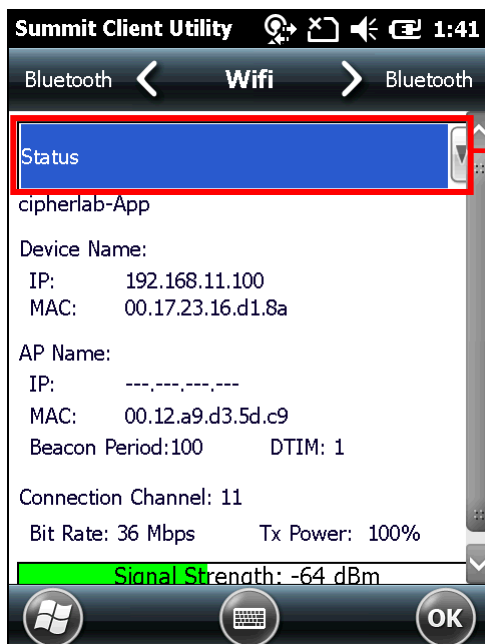 Summit Client Utility 1:41
Bluetooth Wifi Bluetooth
Status
cipherlab-App
Device Name:
IP: 192.168.11.100
MAC: 00.17.23.16.d1.8a
AP Name:
IP: ---.---.---.---
MAC: 00.12.a9.d3.5d.c9
Beacon Period:100 DTIM: 1
Connection Channel: 11
Bit Rate: 36 Mbps Tx Power: 100%
Signal Strength: -64 dBm
OK